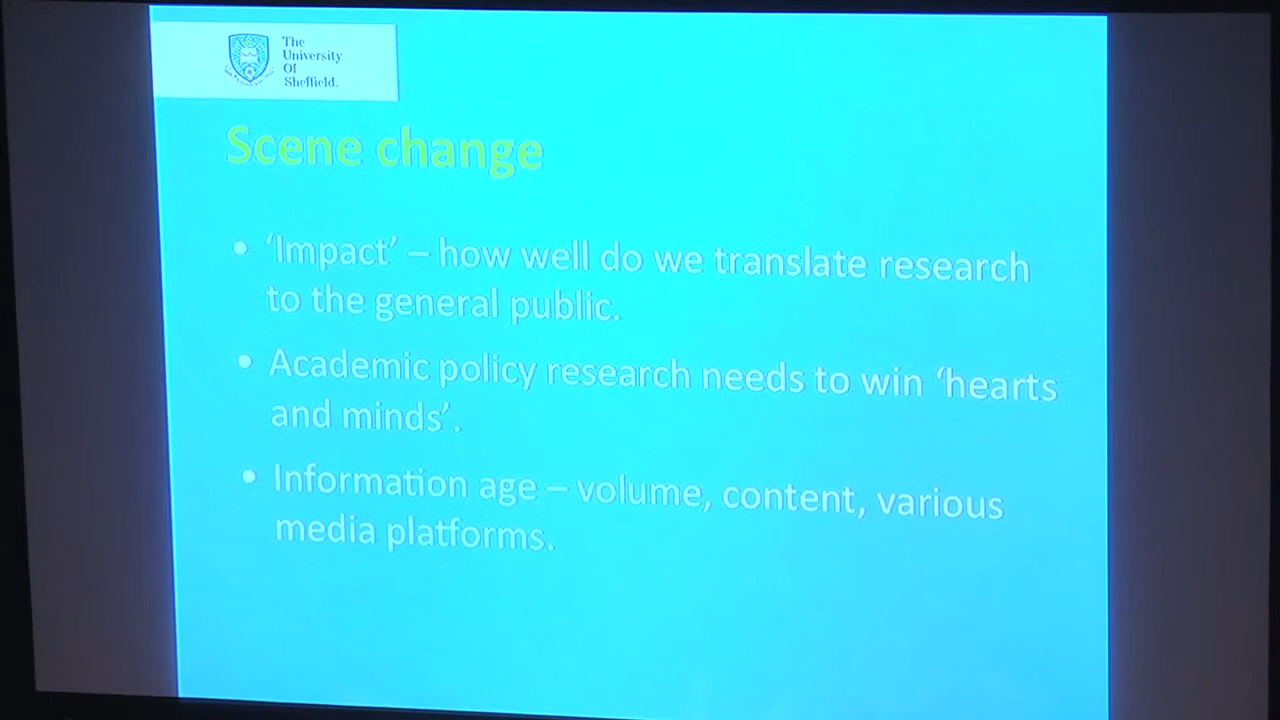 The
University
Of
Sheffield.
Scene change
• ‘Impact’ – how well do we translate research
to the general public.
• Academic policy research needs to win ‘hearts
and minds’.
• Information age – volume, content, various
media platforms.